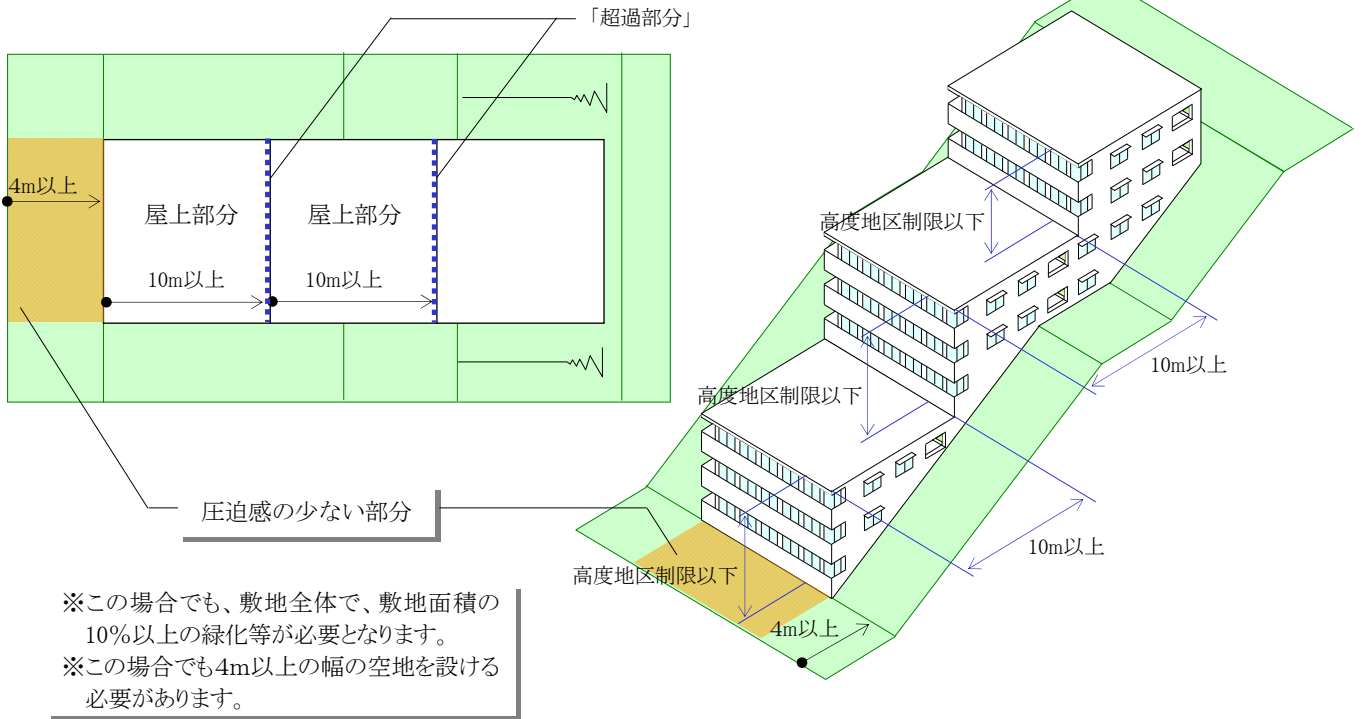 「超過部分」
4m以上
屋上部分
屋上部分
10m以上
10m以上
圧迫感の少ない部分
※この場合でも、敷地全体で、敷地面積の
10％以上の緑化等が必要となります。
※この場合でも4m以上の幅の空地を設ける
必要があります。
高度地区制限以下
高度地区制限以下
高度地区制限以下
10m以上
10m以上
4m以上